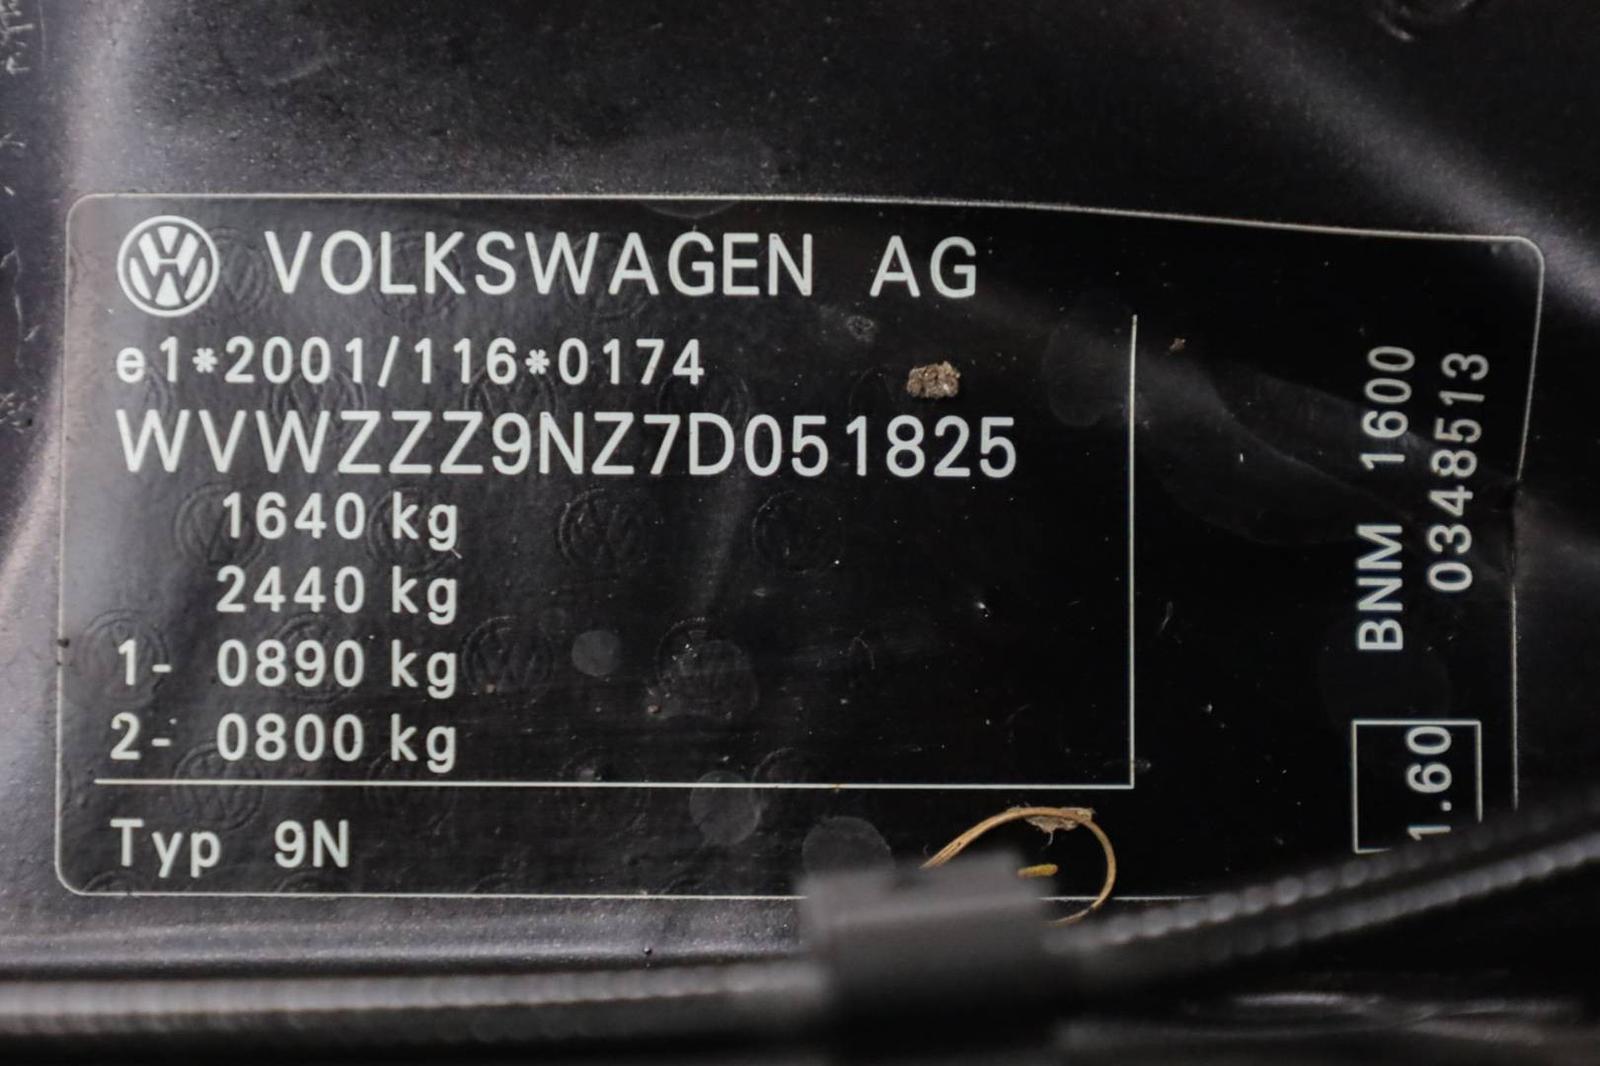 VOLKSWAGEN AG
e1*2001/116*0174
WVWZZZ9NZ7D051825
1640 kg
2440 kg
1- 0890 kg
2- 0800 kg
Typ 9N
BNM 1600
0348513
1.60